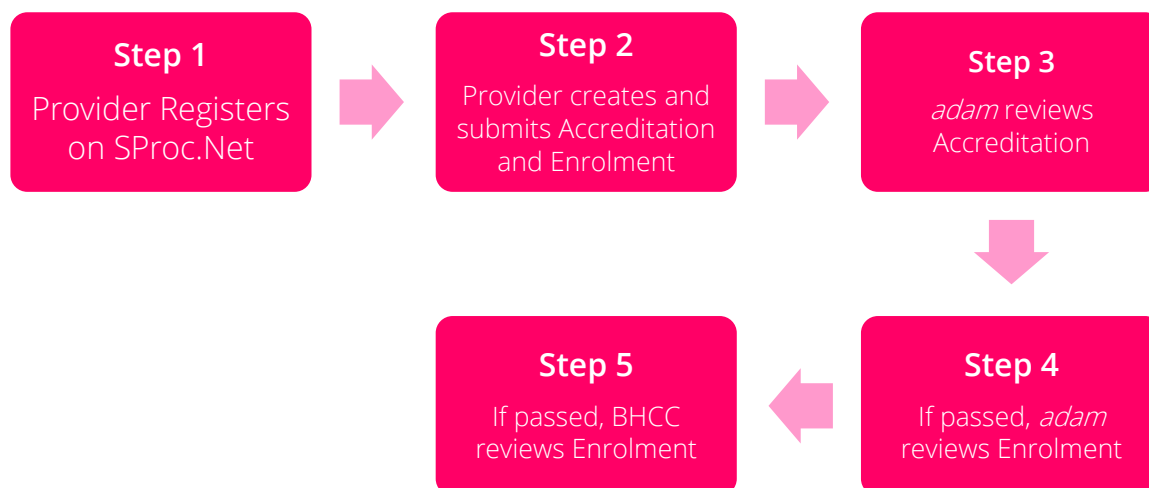 Step 1
Provider Registers
on SProc.Net
Step 2
Provider creates and
submits Accreditation
and Enrolment
Step 3
adam reviews
Accreditation
Step 4
If passed, adam
reviews Enrolment
Step 5
If passed, BHCC
reviews Enrolment